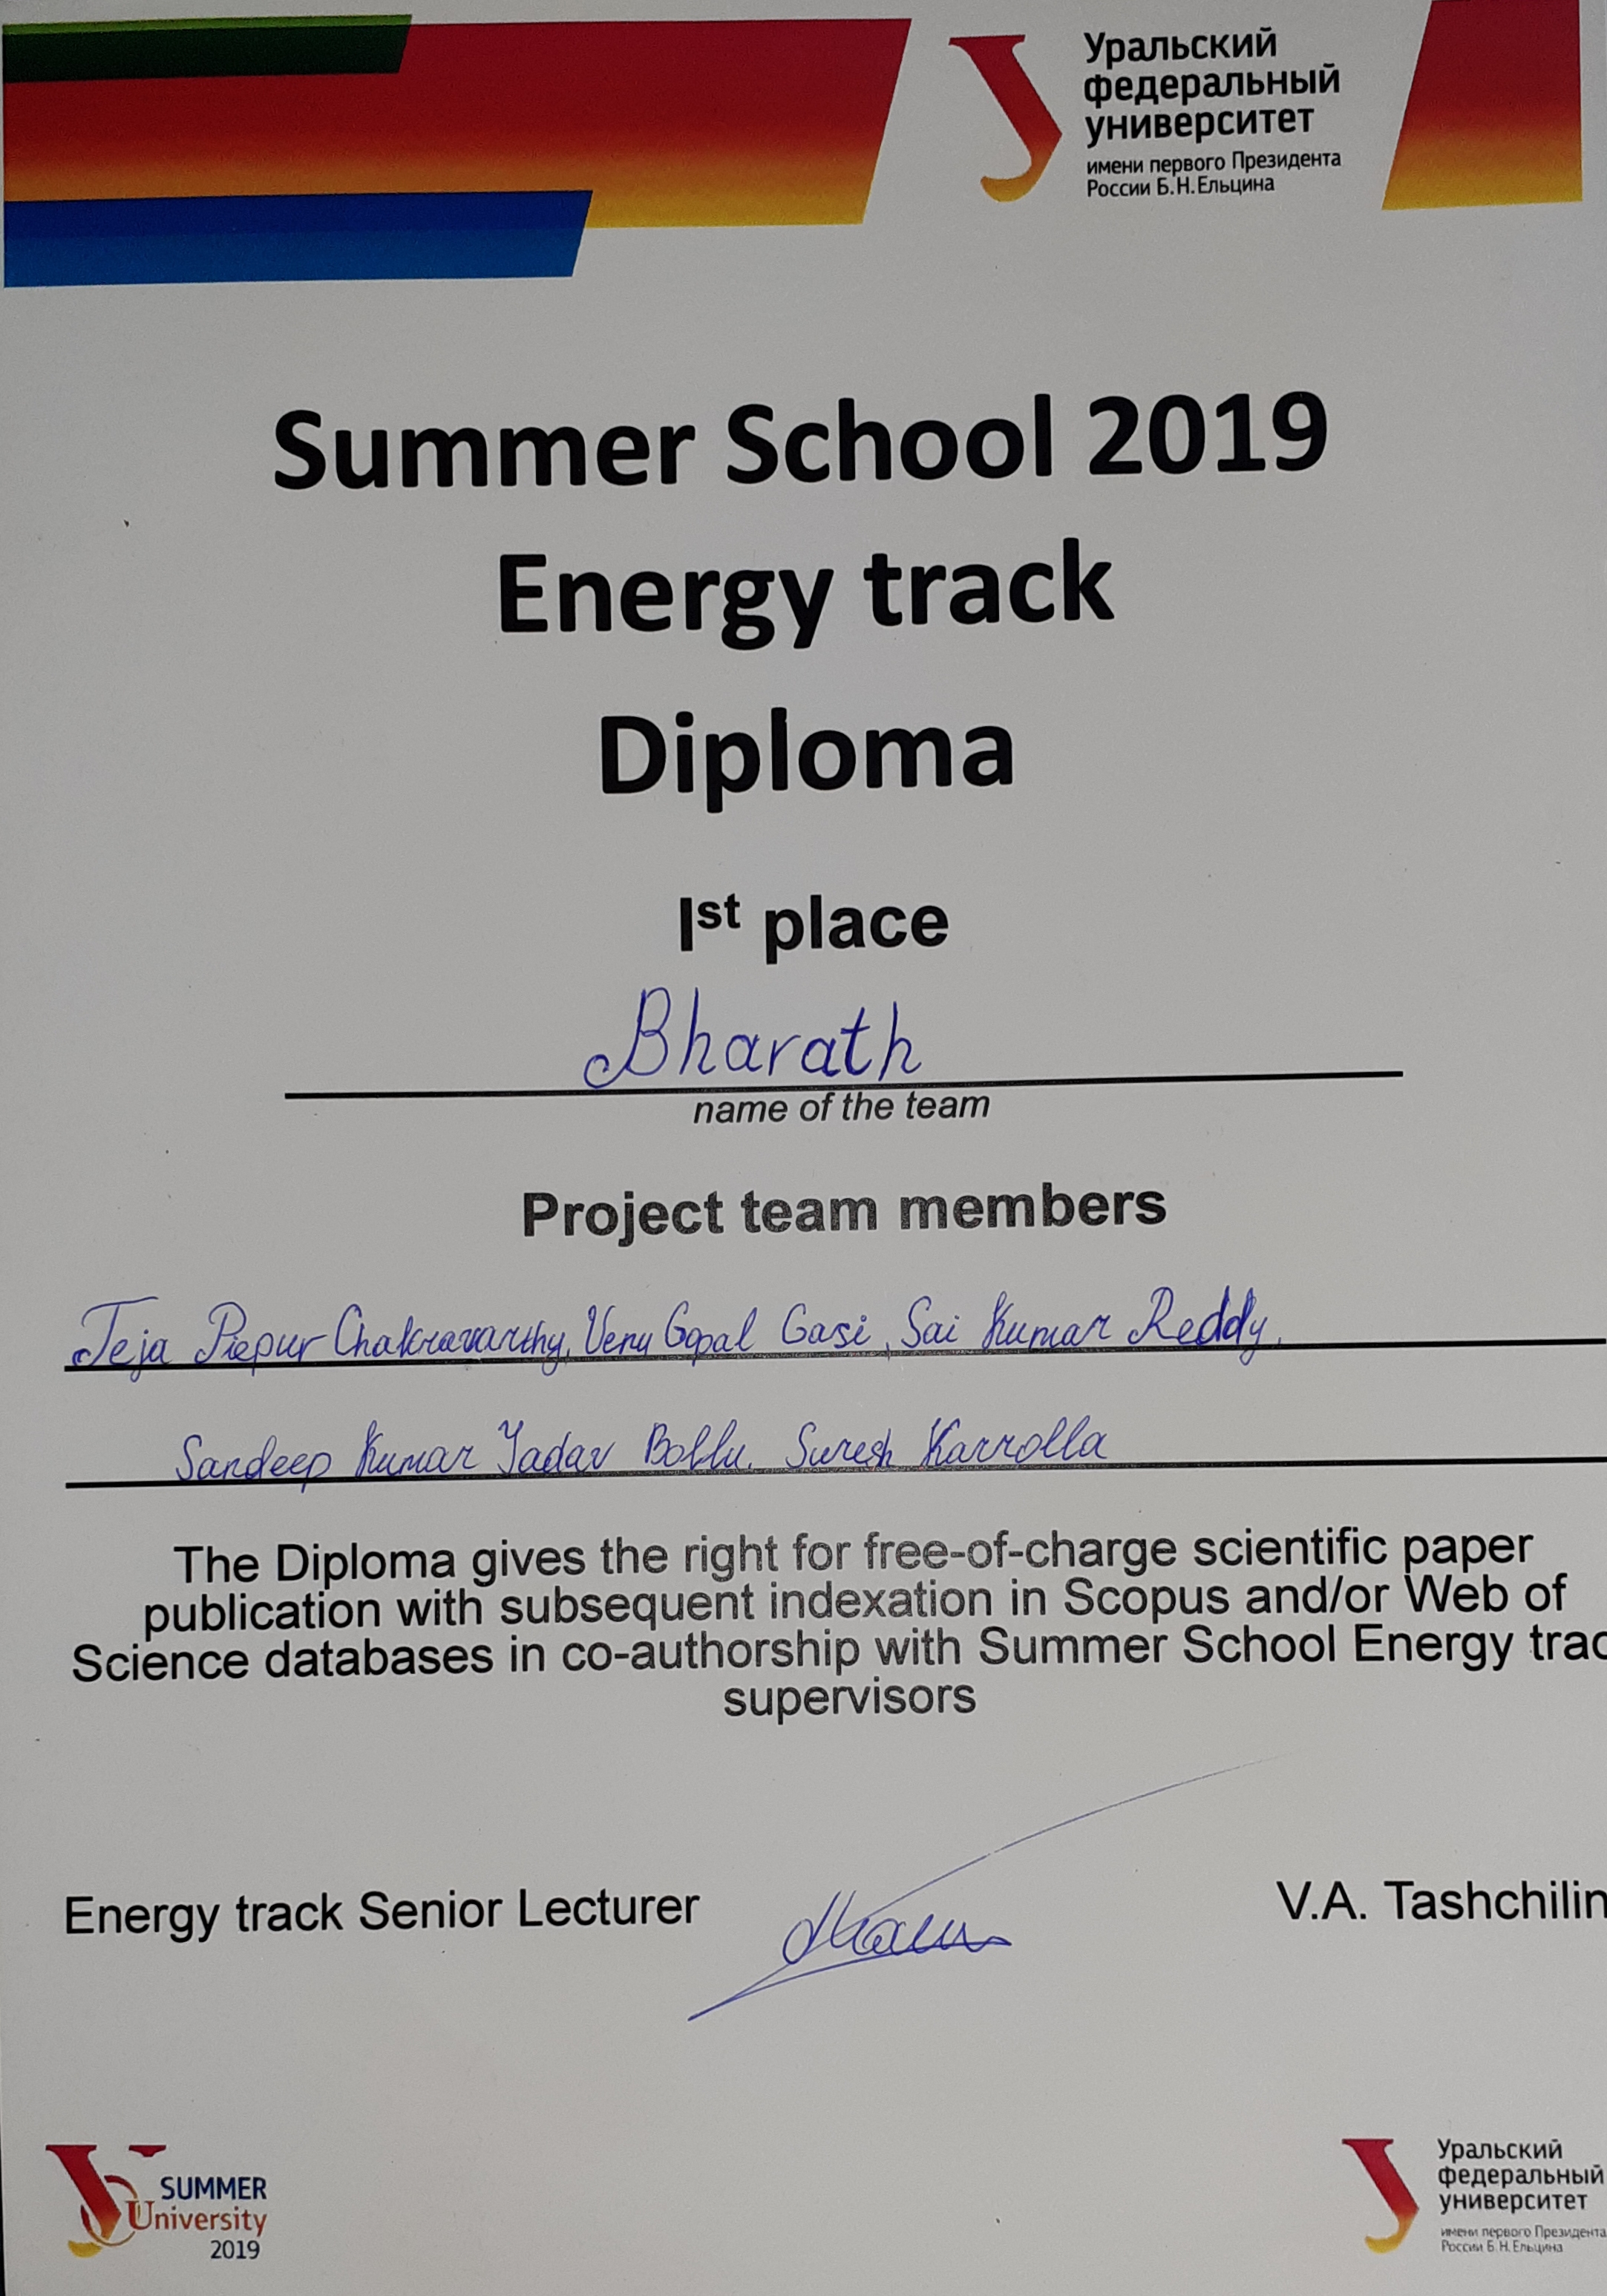 Уральский
федеральный
университет
имени первого Президента
России Б.Н.Ельцина
Summer School 2019
Energy track
Diploma
Ist place
Bharath
name of the team
Project team members
Teja Piepur Chakravarthy, Venu Gopal Gasi, Sai Kumar Reddy,
Sandeep Kumar Yadav Bollu, Suresh Karrolla
The Diploma gives the right for free-of-charge scientific paper
publication with subsequent indexation in Scopus and/or Web of
Science databases in co-authorship with Summer School Energy trac
supervisors
Energy track Senior Lecturer
V.A. Tashchilin
SUMMER
University
2019
Уральский
федеральный
университет
имени первого Президента
России Б.Н.Ельцина